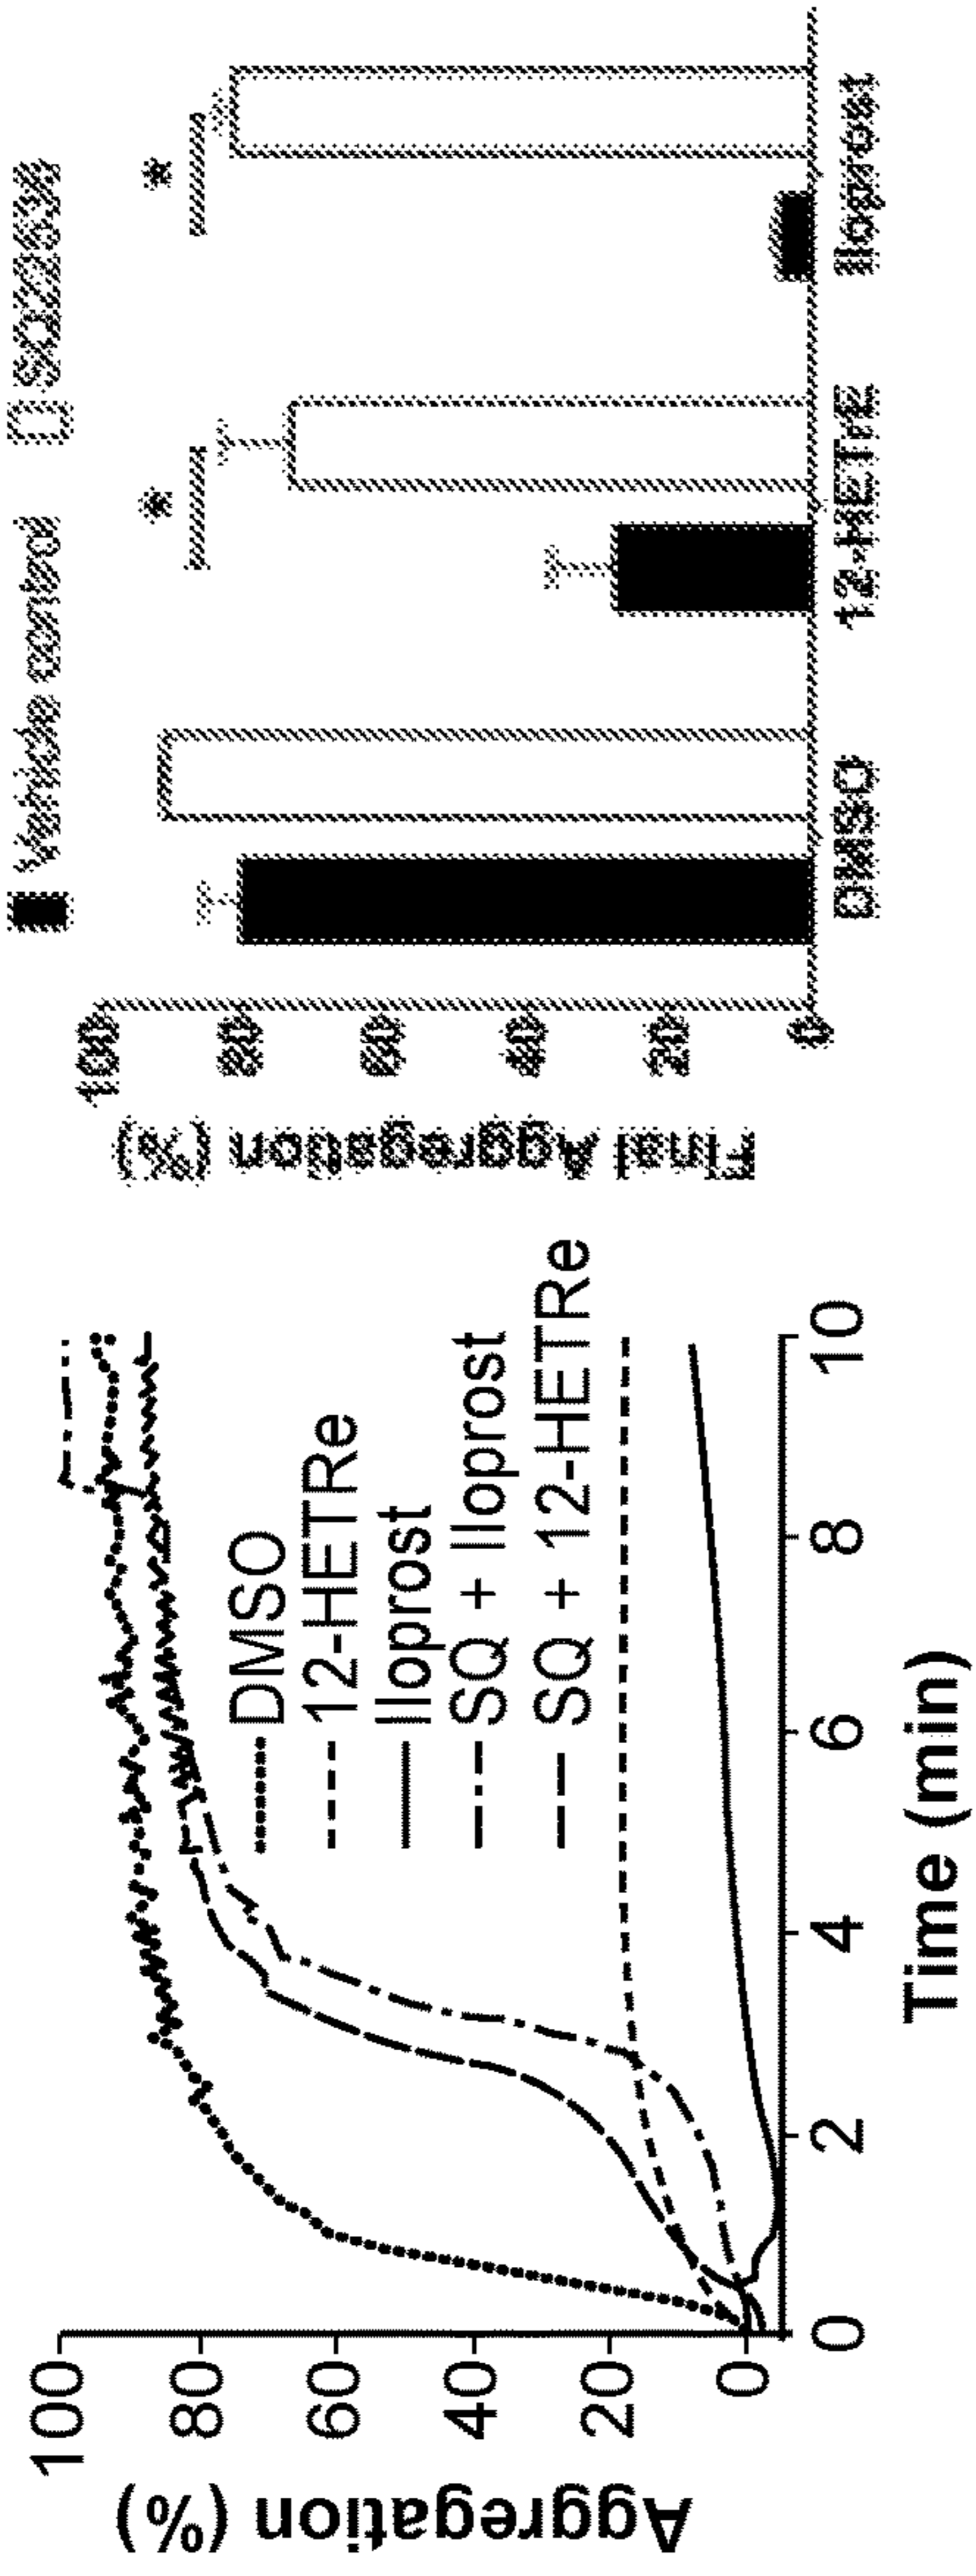 Aggregation (%)
100
80
60
40
20
0
DMSO
12-HETRe
Iloprost
SQ + Iloprost
SQ + 12-HETRe
0 2 4 6 8 10
Time (min)
Vehicle control
Final Aggregation (%)
100
80
60
40
20
0
* *
DMSO 12-HETrE Iloprost